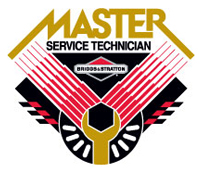 MASTER
SERVICE TECHNICIAN
BRIGGS&STRATTON